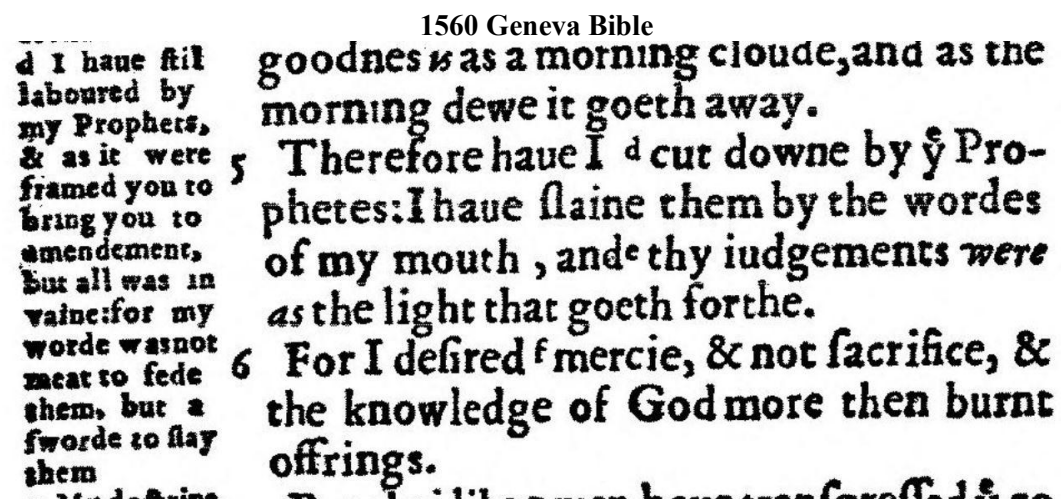 1560 Geneva Bible
d I haue ſtil
laboured by
my Prophets,
& as it were
framed you to
bring you to
amendement,
but all was in
vaine:for my
worde was not
meat to fede
them, but a
ſworde to ſlay
them
goodnes is as a morning cloude,and as the
morning dewe it goeth away.
5 Therefore haue I ᵈ cut downe by yͤ Pro-
phetes:I haue ſlaine them by the wordes
of my mouth , andᵉ thy iudgements were
as the light that goeth forthe.
6 For I deſired ᶠ mercie, & not ſacrifice, &
the knowledge of God more then burnt
offrings.